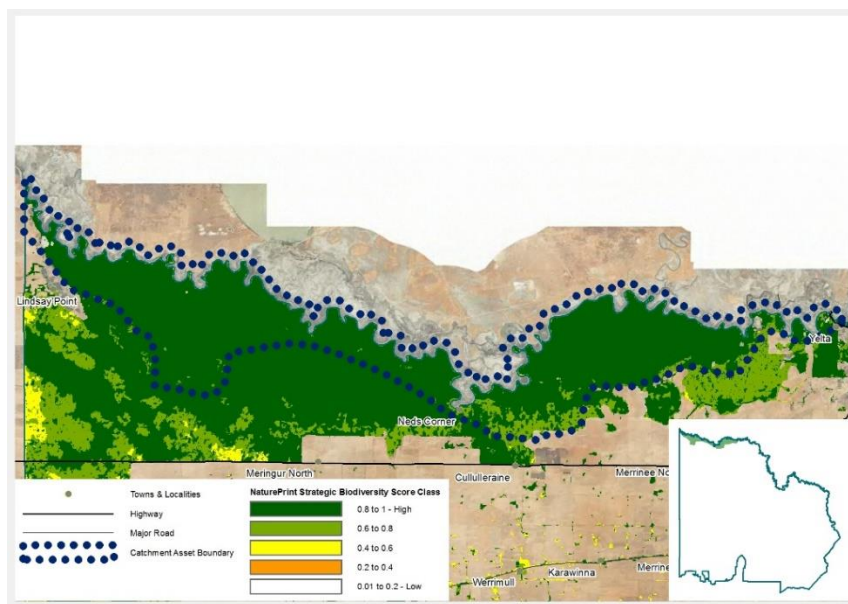 Lindsay Point
Yelta
Neds Corner
Meringur North
Cullulleraine
Merrinee No
Towns & Localities
Highway
Major Road
Catchment Asset Boundary
NaturePrint Strategic Biodiversity Score Class
0.8 to 1 - High
0.6 to 0.8
0.4 to 0.6
0.2 to 0.4
0.01 to 0.2 - Low
Werrimull
Karawinna
Merrine